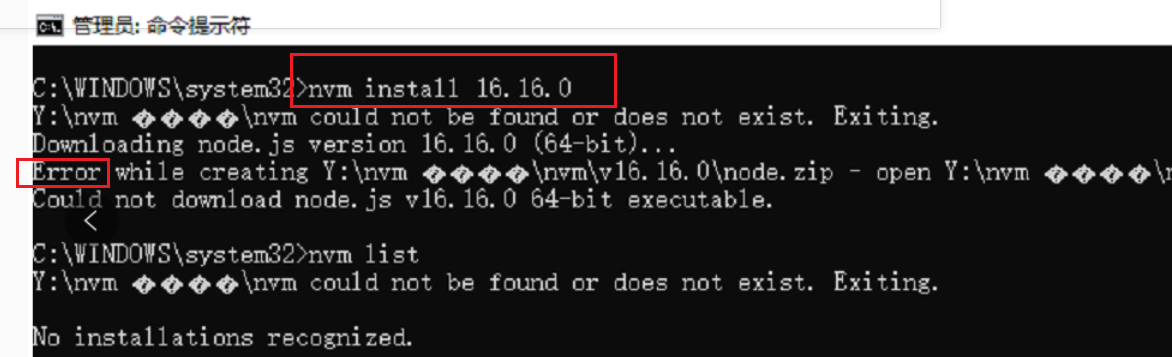 管理员: 命令提示符
C:\WINDOWS\system32>nvm install 16.16.0
Y:\nvm ����\nvm could not be found or does not exist. Exiting.
Downloading node.js version 16.16.0 (64-bit)...
Error while creating Y:\nvm ����\nvm\v16.16.0\node.zip - open Y:\nvm ����\
Could not download node.js v16.16.0 64-bit executable.
C:\WINDOWS\system32>nvm list
Y:\nvm ����\nvm could not be found or does not exist. Exiting.
No installations recognized.